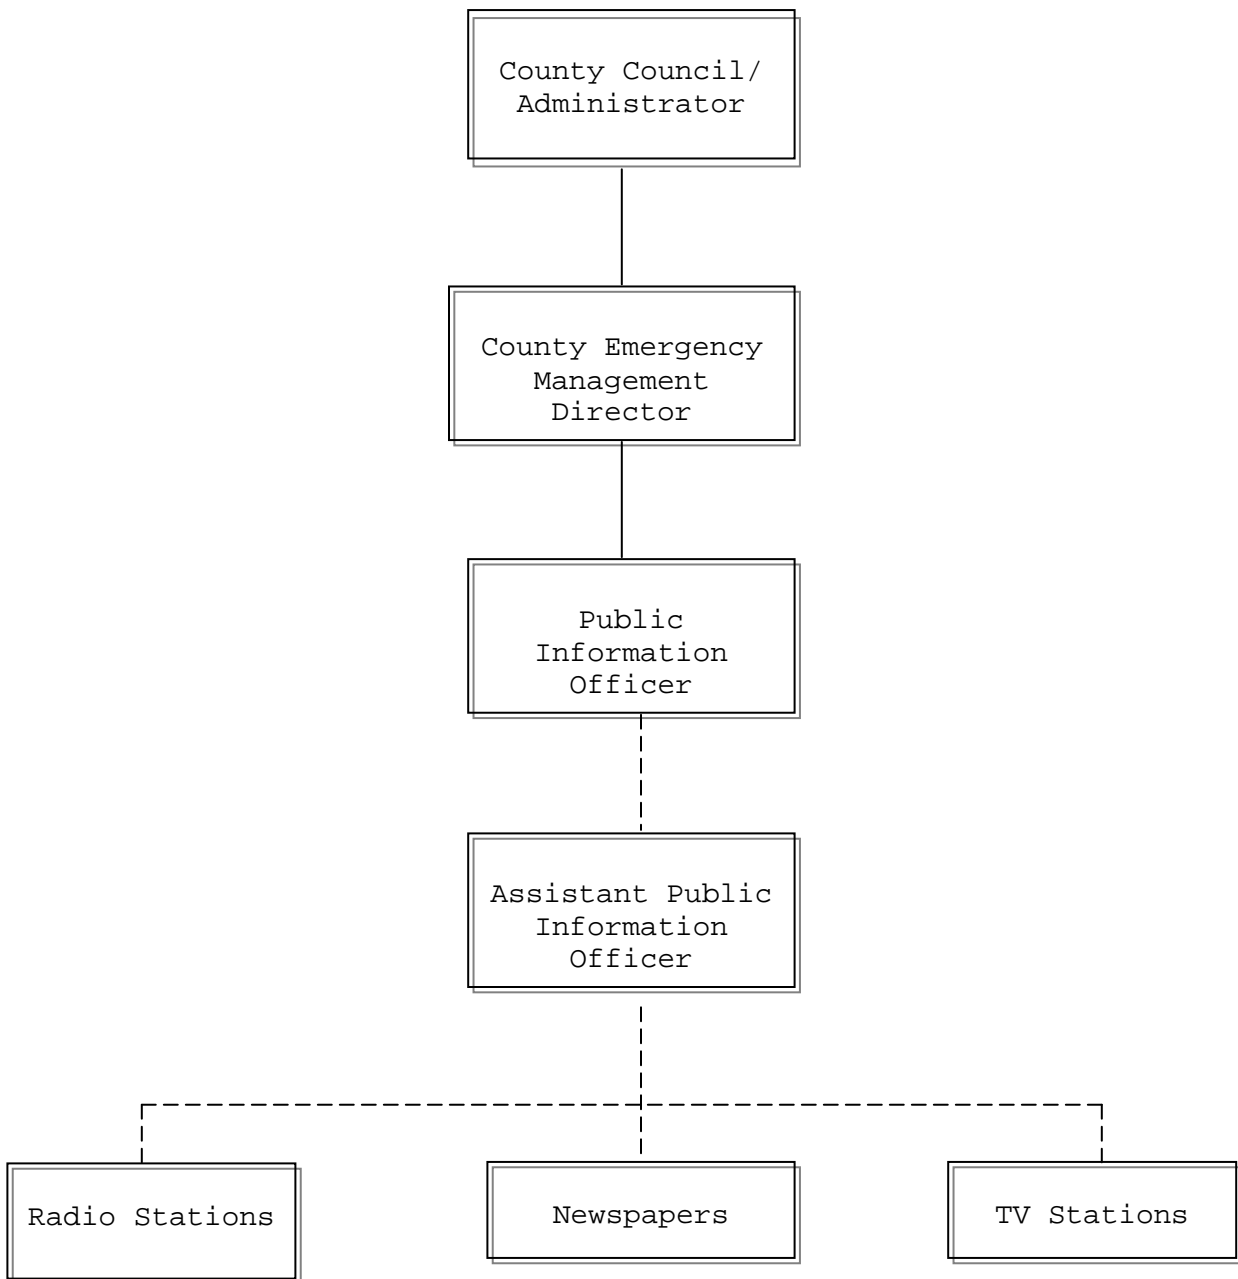 County Council/
Administrator
County Emergency
Management
Director
Public
Information
Officer
Assistant Public
Information
Officer
Radio Stations
Newspapers
TV Stations